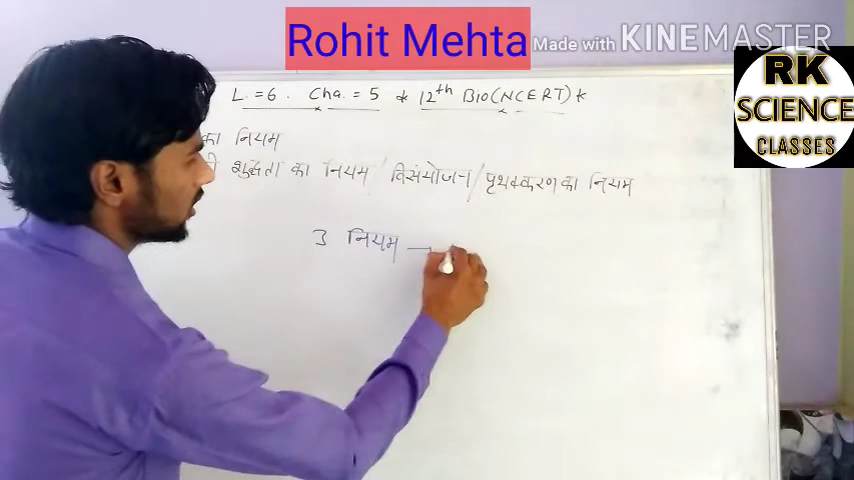 Rohit Mehta
Made with KINEMASTER
RK
SCIENCE
CLASSES
L. = 6. Cha. = 5 * 12th BIO (NCERT) *
का नियम
शुद्धता का नियम / विसंयोजन / पृथक्करण का नियम
3 नियम →